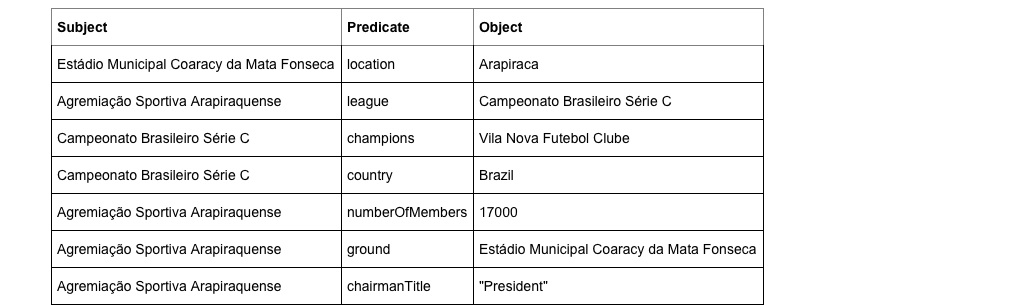 Subject Predicate Object
Estádio Municipal Coaracy da Mata Fonseca location Arapiraca
Agremiação Sportiva Arapiraquense league Campeonato Brasileiro Série C
Campeonato Brasileiro Série C champions Vila Nova Futebol Clube
Campeonato Brasileiro Série C country Brazil
Agremiação Sportiva Arapiraquense numberOfMembers 17000
Agremiação Sportiva Arapiraquense ground Estádio Municipal Coaracy da Mata Fonseca
Agremiação Sportiva Arapiraquense chairmanTitle "President"